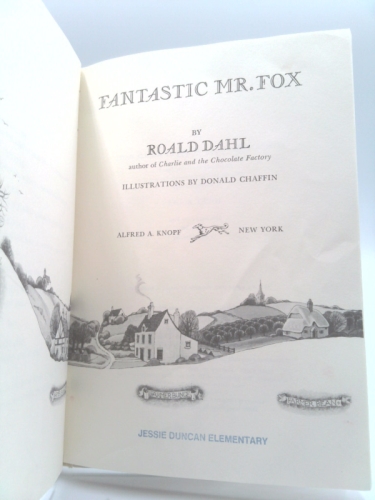 FANTASTIC MR. FOX
BY
ROALD DAHL
author of Charlie and the Chocolate Factory
ILLUSTRATIONS BY DONALD CHAFFIN
ALFRED A. KNOPF NEW YORK
JESSIE DUNCAN ELEMENTARY